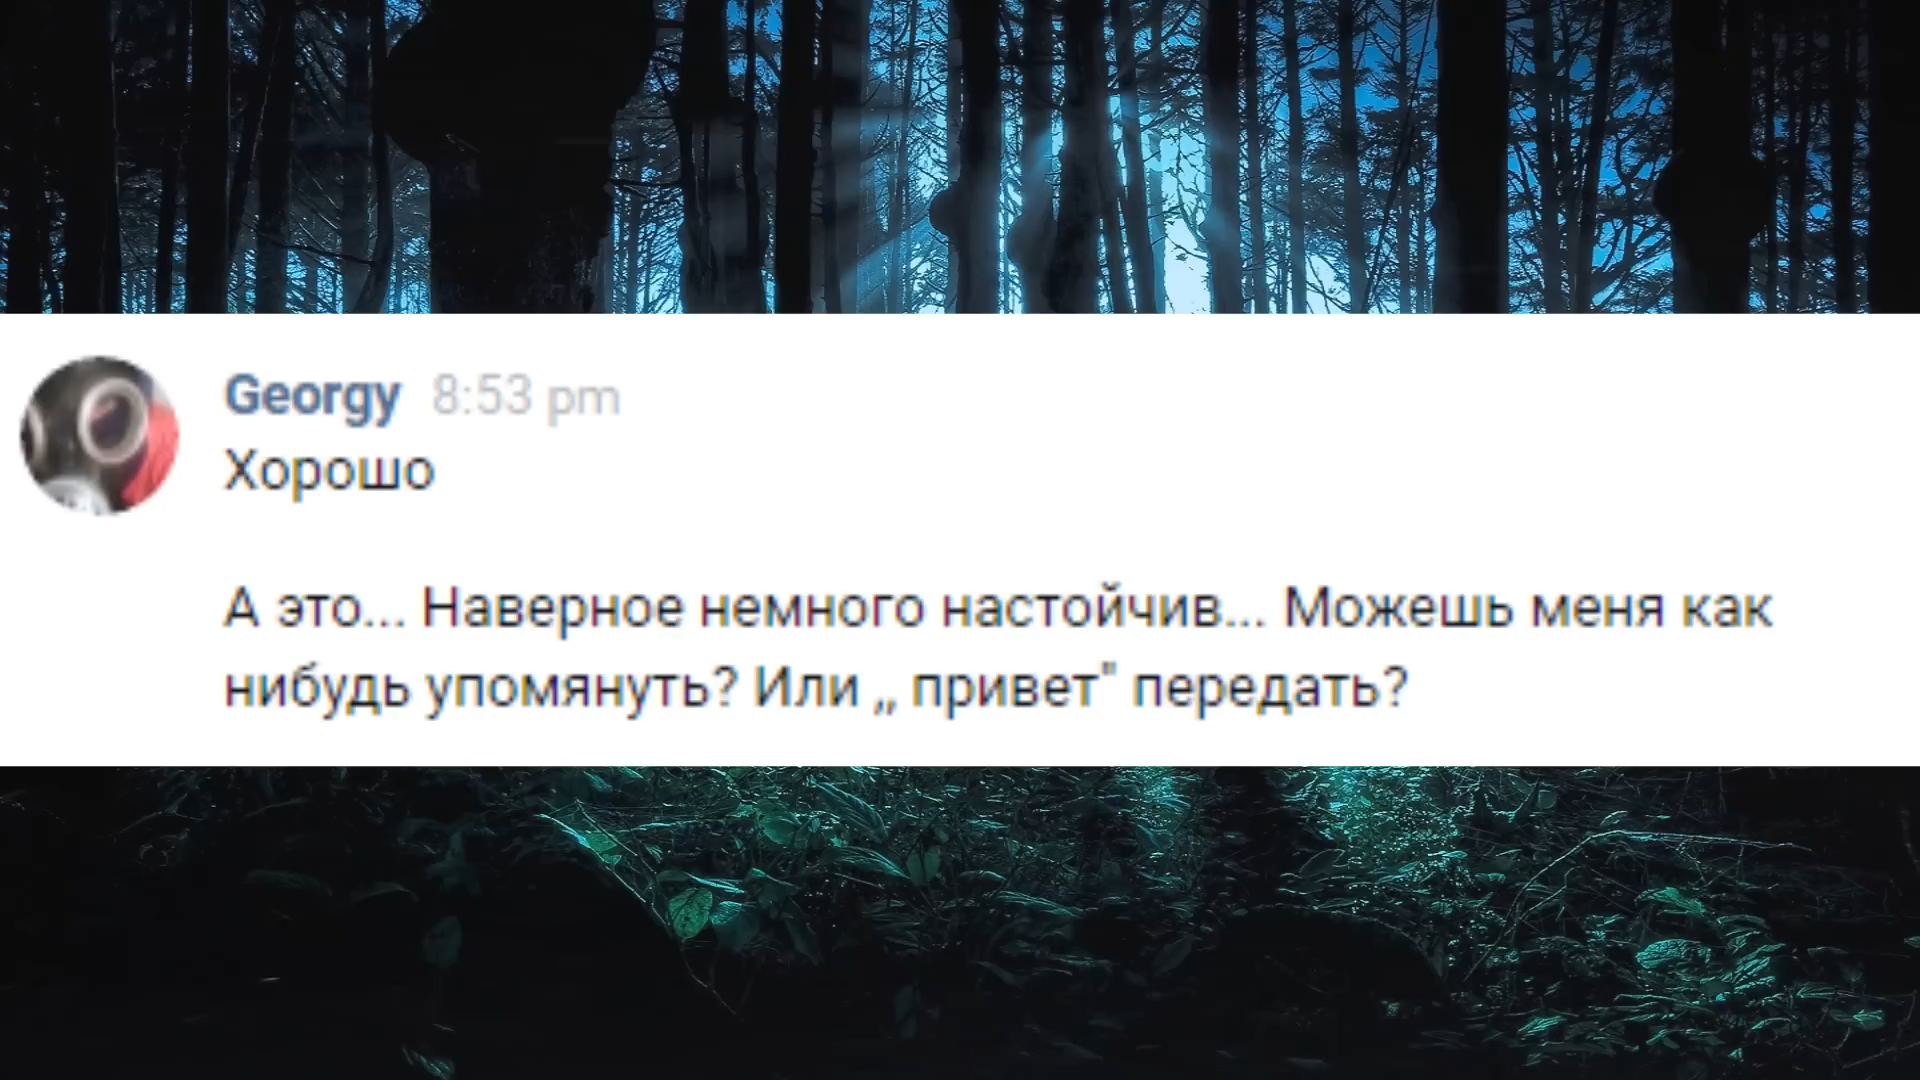 Georgy 8:53 pm
Хорошо
А это... Наверное немного настойчив... Можешь меня как
нибудь упомянуть? Или „ привет" передать?